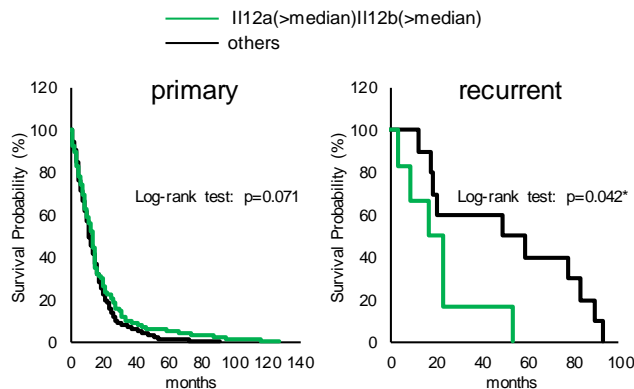 Il12a(>median)Il12b(>median)
others
primary
120
100
80
60
40
20
0
Survival Probability (%)
Log-rank test: p=0.071
0 20 40 60 80 100 120 140
months
recurrent
120
100
80
60
40
20
0
Survival Probability (%)
Log-rank test: p=0.042*
0 20 40 60 80 100
months